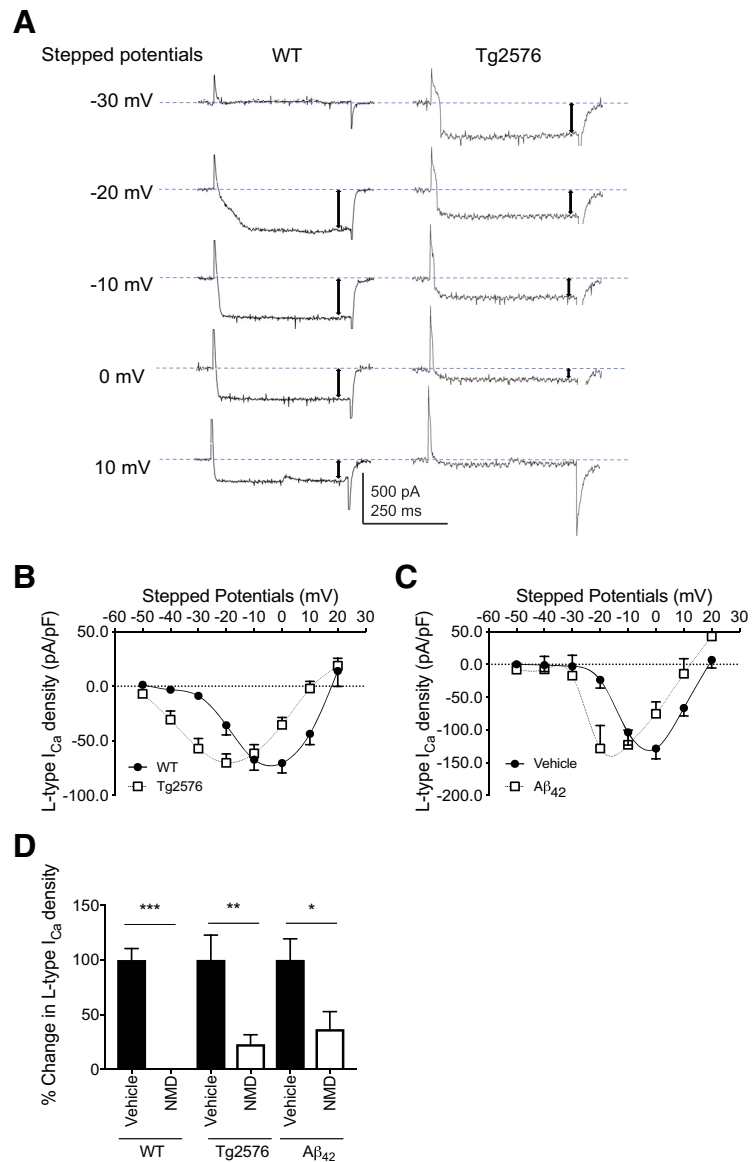 A
Stepped potentials WT Tg2576
-30 mV
-20 mV
-10 mV
0 mV
10 mV
500 pA
250 ms
B
Stepped Potentials (mV)
-60 -50 -40 -30 -20 -10 0 10 20 30
L-type ICa density (pA/pF)
50.0
0.0
-50.0
-100.0
WT
Tg2576
C
Stepped Potentials (mV)
-60 -50 -40 -30 -20 -10 0 10 20 30
L-type ICa density (pA/pF)
50.0
0.0
-50.0
-100.0
-150.0
-200.0
Vehicle
Aβ42
D
% Change in L-type ICa density
150
100
50
0
*** ** *
Vehicle NMD Vehicle NMD Vehicle NMD
WT Tg2576 Aβ42